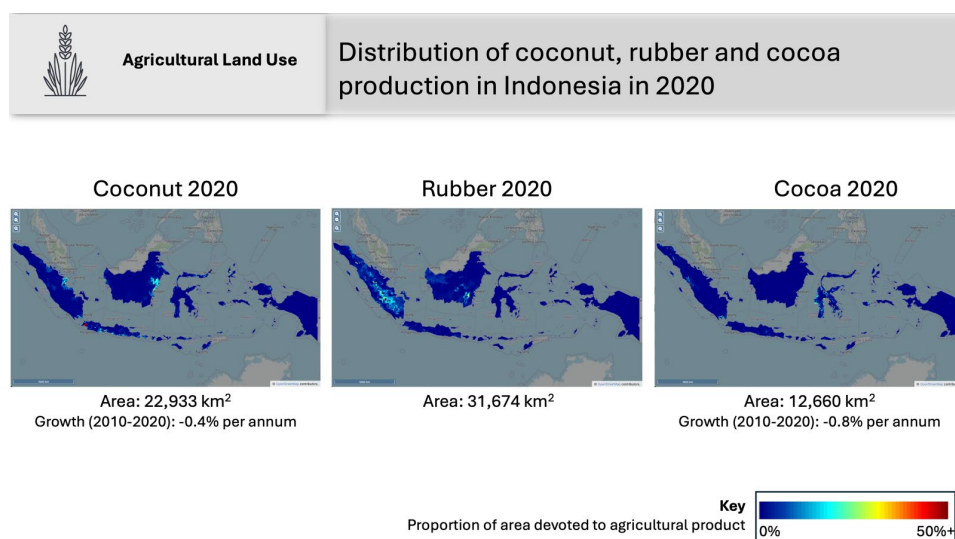 Agricultural Land Use
Distribution of coconut, rubber and cocoa
production in Indonesia in 2020
Coconut 2020
Rubber 2020
Cocoa 2020
Area: 22,933 km²
Growth (2010-2020): -0.4% per annum
Area: 31,674 km²
Area: 12,660 km²
Growth (2010-2020): -0.8% per annum
Key
Proportion of area devoted to agricultural product
0%
50%+